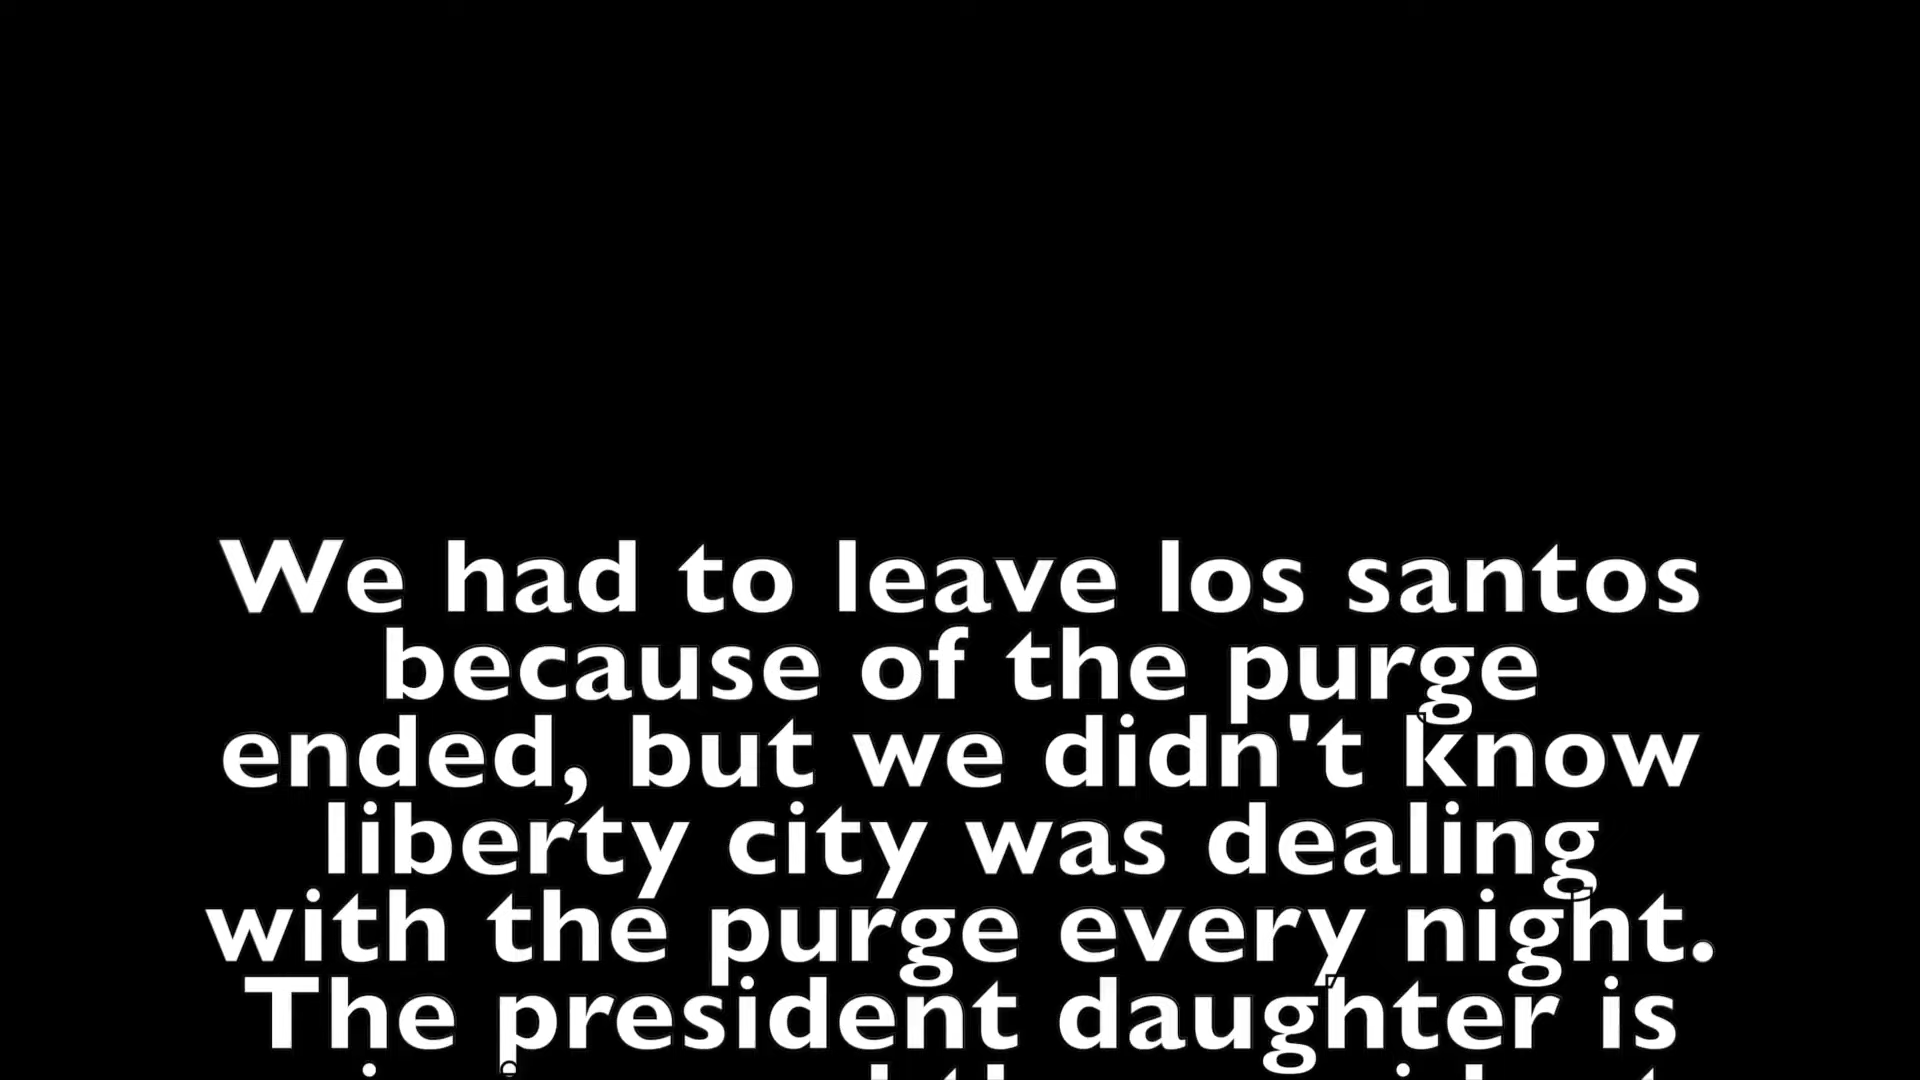 We had to leave los santos
because of the purge
ended, but we didn't know
liberty city was dealing
with the purge every night.
The president daughter is